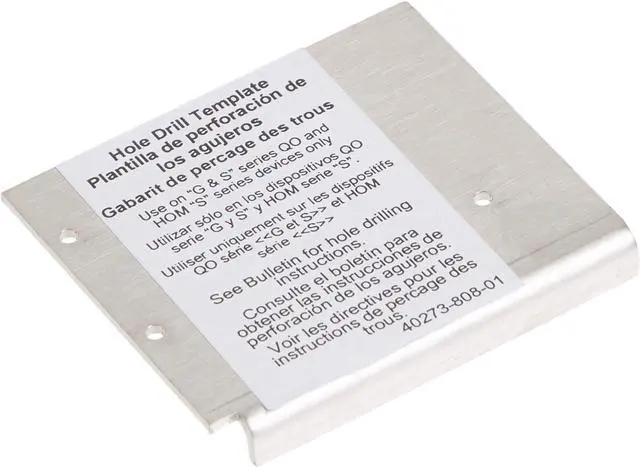 Hole Drill Template
Plantilla de perforación de
los agujeros
Gabarit de percage des trous
Use on "G & S" series QO and
HOM "S" series devices only
Utilizar sólo en los dispositivos QO
serie "G y S" y HOM serie "S".
Utiliser uniquement sur les dispositifs
QO série <<G et S>> et HOM
série <<S>>
See Bulletin for hole drilling
instructions.
Consulte el boletín para
obtener las instrucciones de
perforación de los agujeros.
Voir les directives pour les
instructions de percage des
trous.
40273-808-01